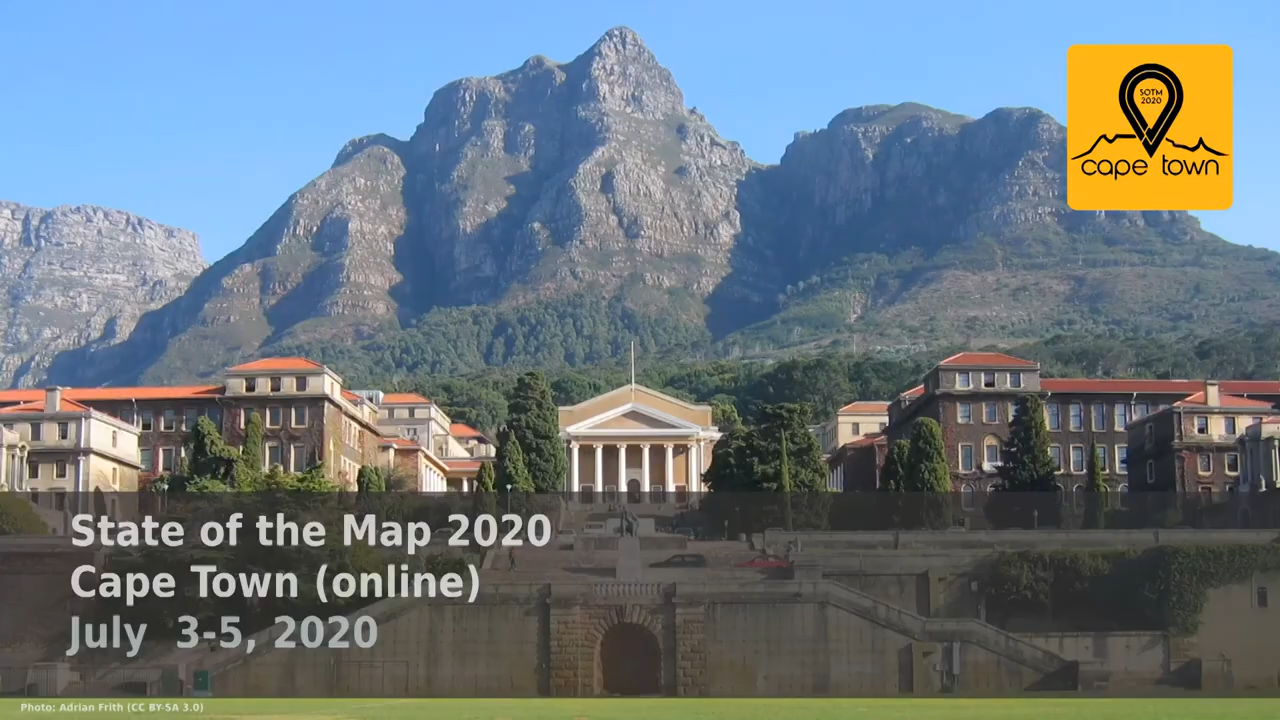 SOTM
2020
cape town
State of the Map 2020
Cape Town (online)
July 3-5, 2020
Photo: Adrian Frith (CC BY-SA 3.0)